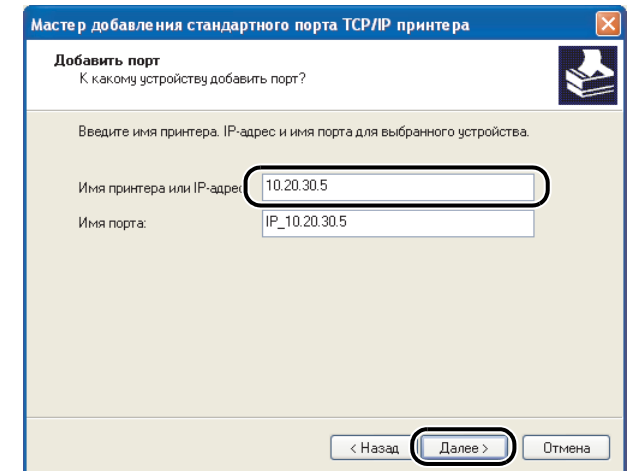 Мастер добавления стандартного порта TCP/IP принтера
Добавить порт
К какому устройству добавить порт?
Введите имя принтера. IP-адрес и имя порта для выбранного устройства.
Имя принтера или IP-адрес 10.20.30.5
Имя порта: IP_10.20.30.5
< Назад Далее > Отмена